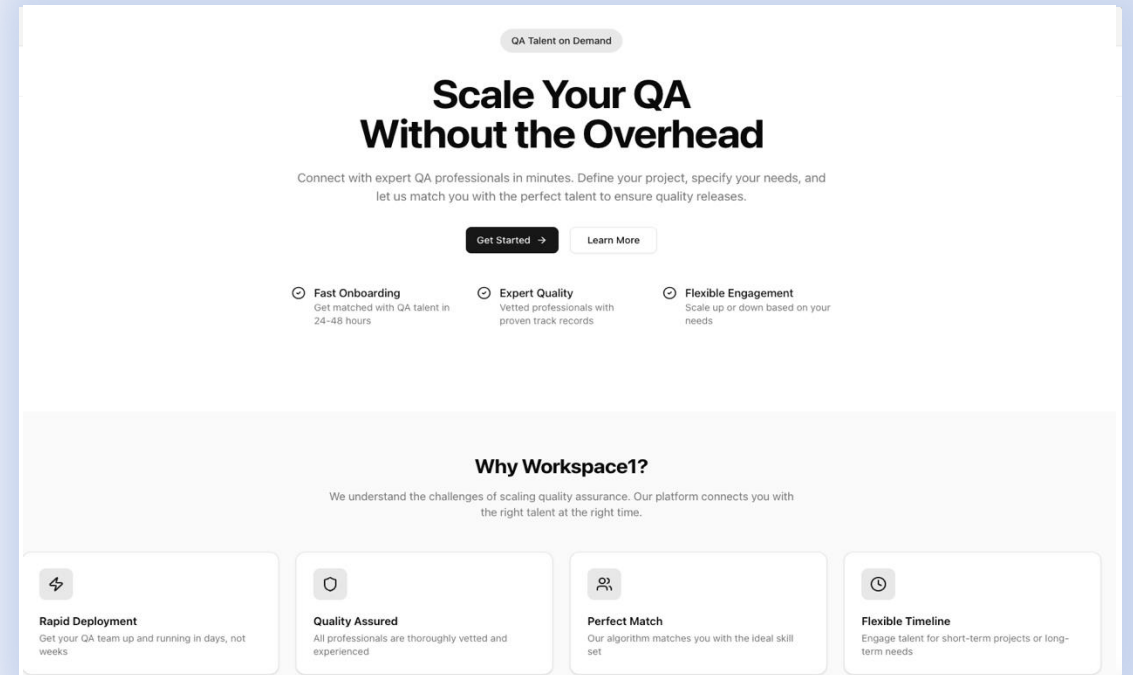 QA Talent on Demand
Scale Your QA
Without the Overhead
Connect with expert QA professionals in minutes. Define your project, specify your needs, and
let us match you with the perfect talent to ensure quality releases.
Get Started →
Learn More
Fast Onboarding
Get matched with QA talent in
24-48 hours
Expert Quality
Vetted professionals with
proven track records
Flexible Engagement
Scale up or down based on your
needs
Why Workspace1?
We understand the challenges of scaling quality assurance. Our platform connects you with
the right talent at the right time.
Rapid Deployment
Get your QA team up and running in days, not
weeks
Quality Assured
All professionals are thoroughly vetted and
experienced
Perfect Match
Our algorithm matches you with the ideal skill
set
Flexible Timeline
Engage talent for short-term projects or long-
term needs